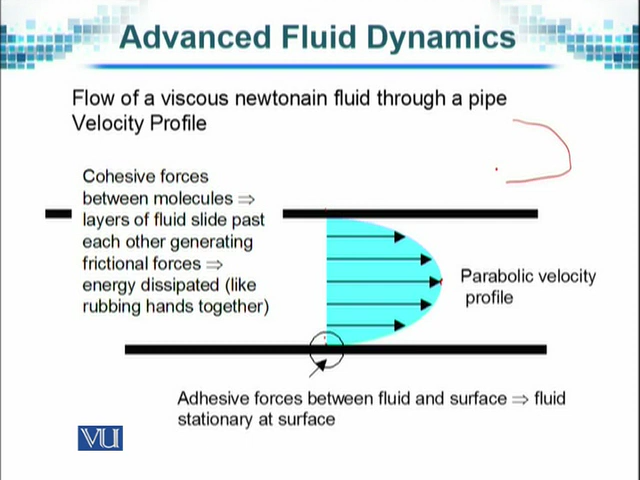 Advanced Fluid Dynamics
Flow of a viscous newtonain fluid through a pipe
Velocity Profile
Cohesive forces
between molecules ⇒
layers of fluid slide past
each other generating
frictional forces ⇒
energy dissipated (like
rubbing hands together)
Parabolic velocity
profile
Adhesive forces between fluid and surface ⇒ fluid
stationary at surface
VU